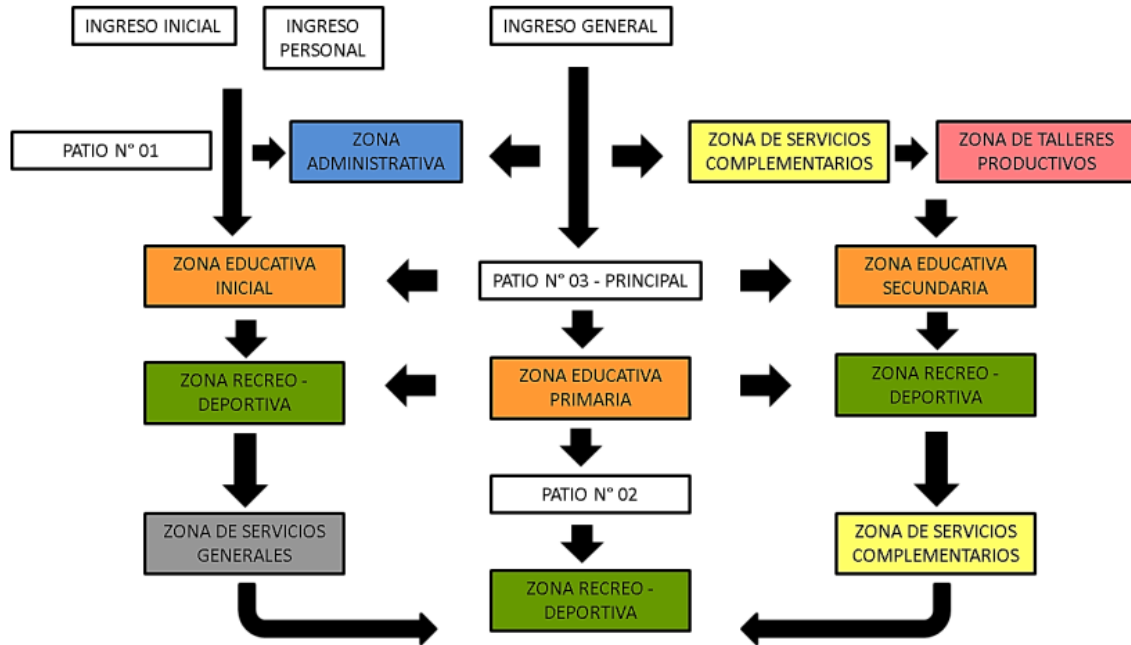 INGRESO INICIAL
INGRESO
PERSONAL
INGRESO GENERAL
PATIO N° 01
ZONA
ADMINISTRATIVA
ZONA DE SERVICIOS
COMPLEMENTARIOS
ZONA DE TALLERES
PRODUCTIVOS
ZONA EDUCATIVA
INICIAL
PATIO N° 03 - PRINCIPAL
ZONA EDUCATIVA
SECUNDARIA
ZONA RECREO -
DEPORTIVA
ZONA EDUCATIVA
PRIMARIA
ZONA RECREO -
DEPORTIVA
PATIO N° 02
ZONA DE SERVICIOS
GENERALES
ZONA DE SERVICIOS
COMPLEMENTARIOS
ZONA RECREO -
DEPORTIVA